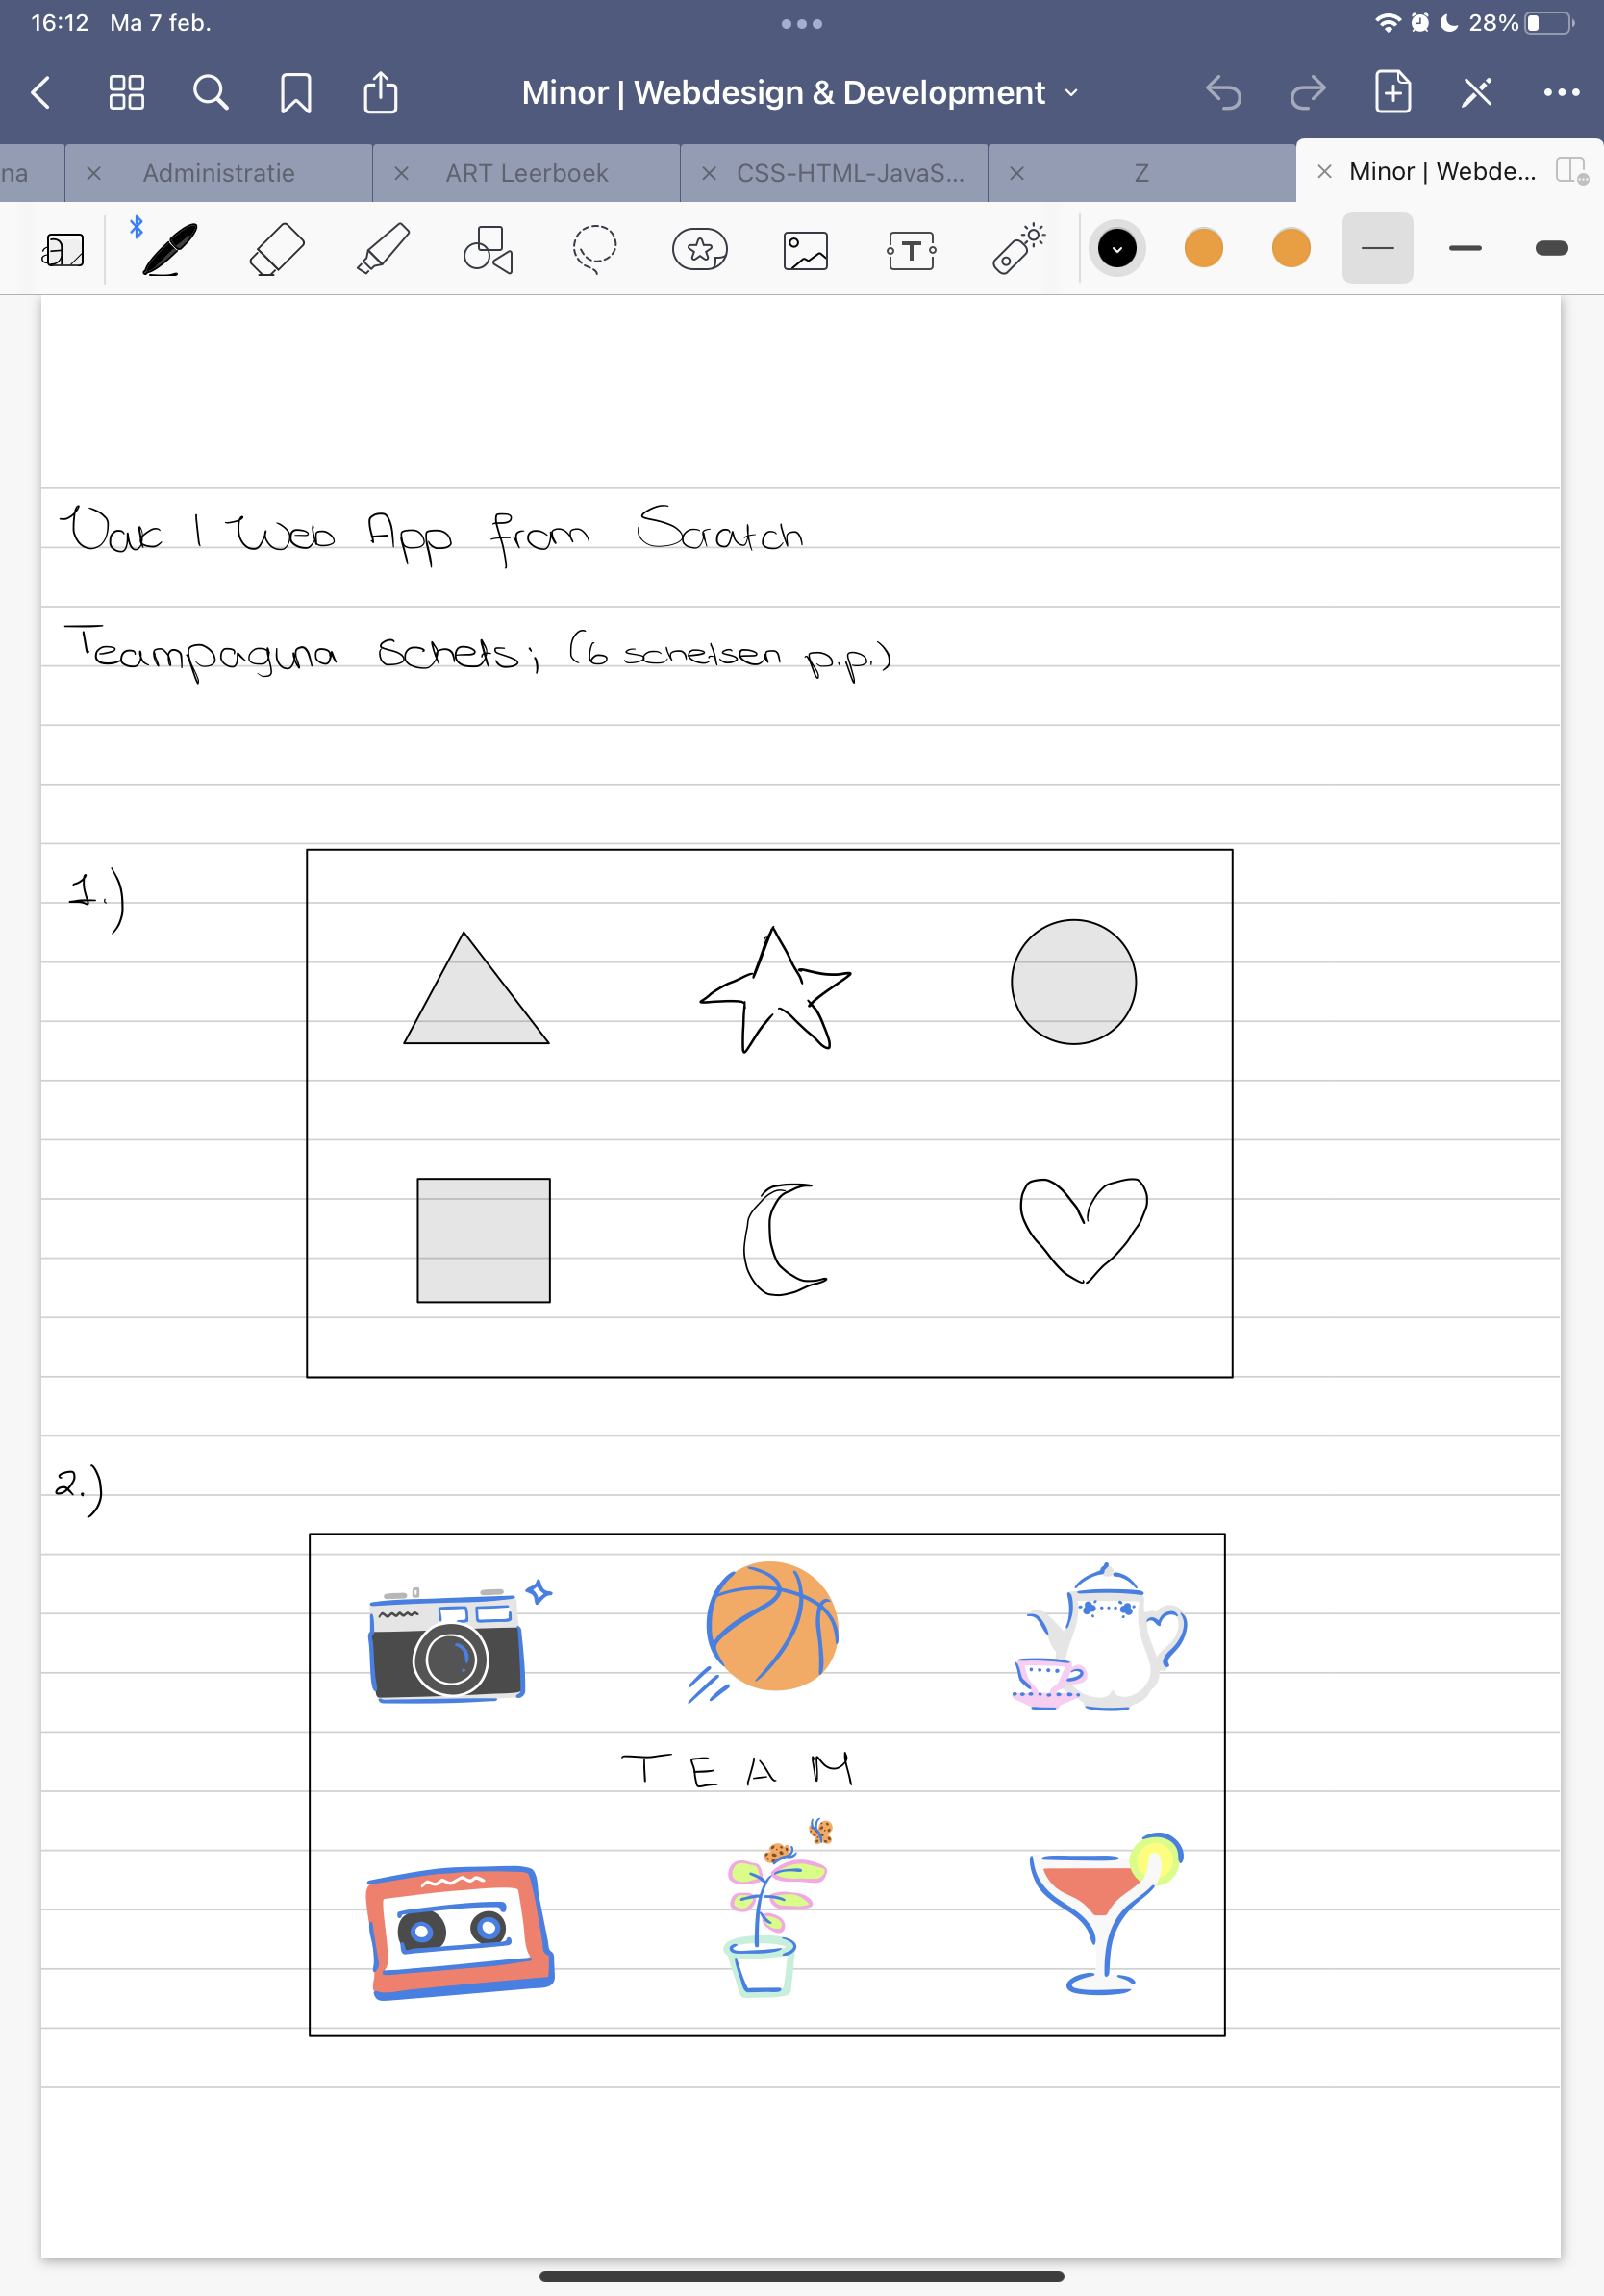 16:12 Ma 7 feb. 28%
Minor | Webdesign & Development
na Administratie ART Leerboek CSS-HTML-JavaS... Z Minor | Webde...
Vak 1 Web App from Scratch
Teampagina Schets; (6 schetsen p.p.)
1.)
2.)
TEAM